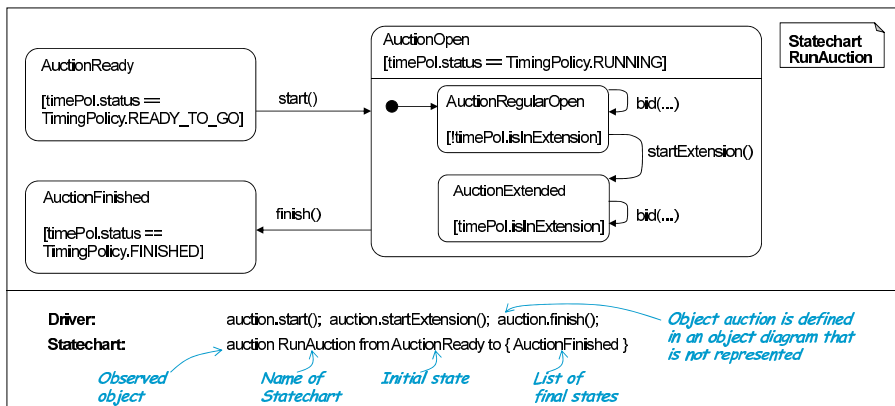 AuctionReady
[timePol.status ==
TimingPolicy.READY_TO_GO]
start()
AuctionOpen
[timePol.status == TimingPolicy.RUNNING]
Statechart
RunAuction
AuctionRegularOpen
[!timePol.isInExtension]
bid(...)
startExtension()
AuctionExtended
[timePol.isInExtension]
bid(...)
AuctionFinished
[timePol.status ==
TimingPolicy.FINISHED]
finish()
Driver: auction.start(); auction.startExtension(); auction.finish();
Statechart: auction RunAuction from AuctionReady to { AuctionFinished }
Object auction is defined
in an object diagram that
is not represented
Observed
object
Name of
Statechart
Initial state
List of
final states